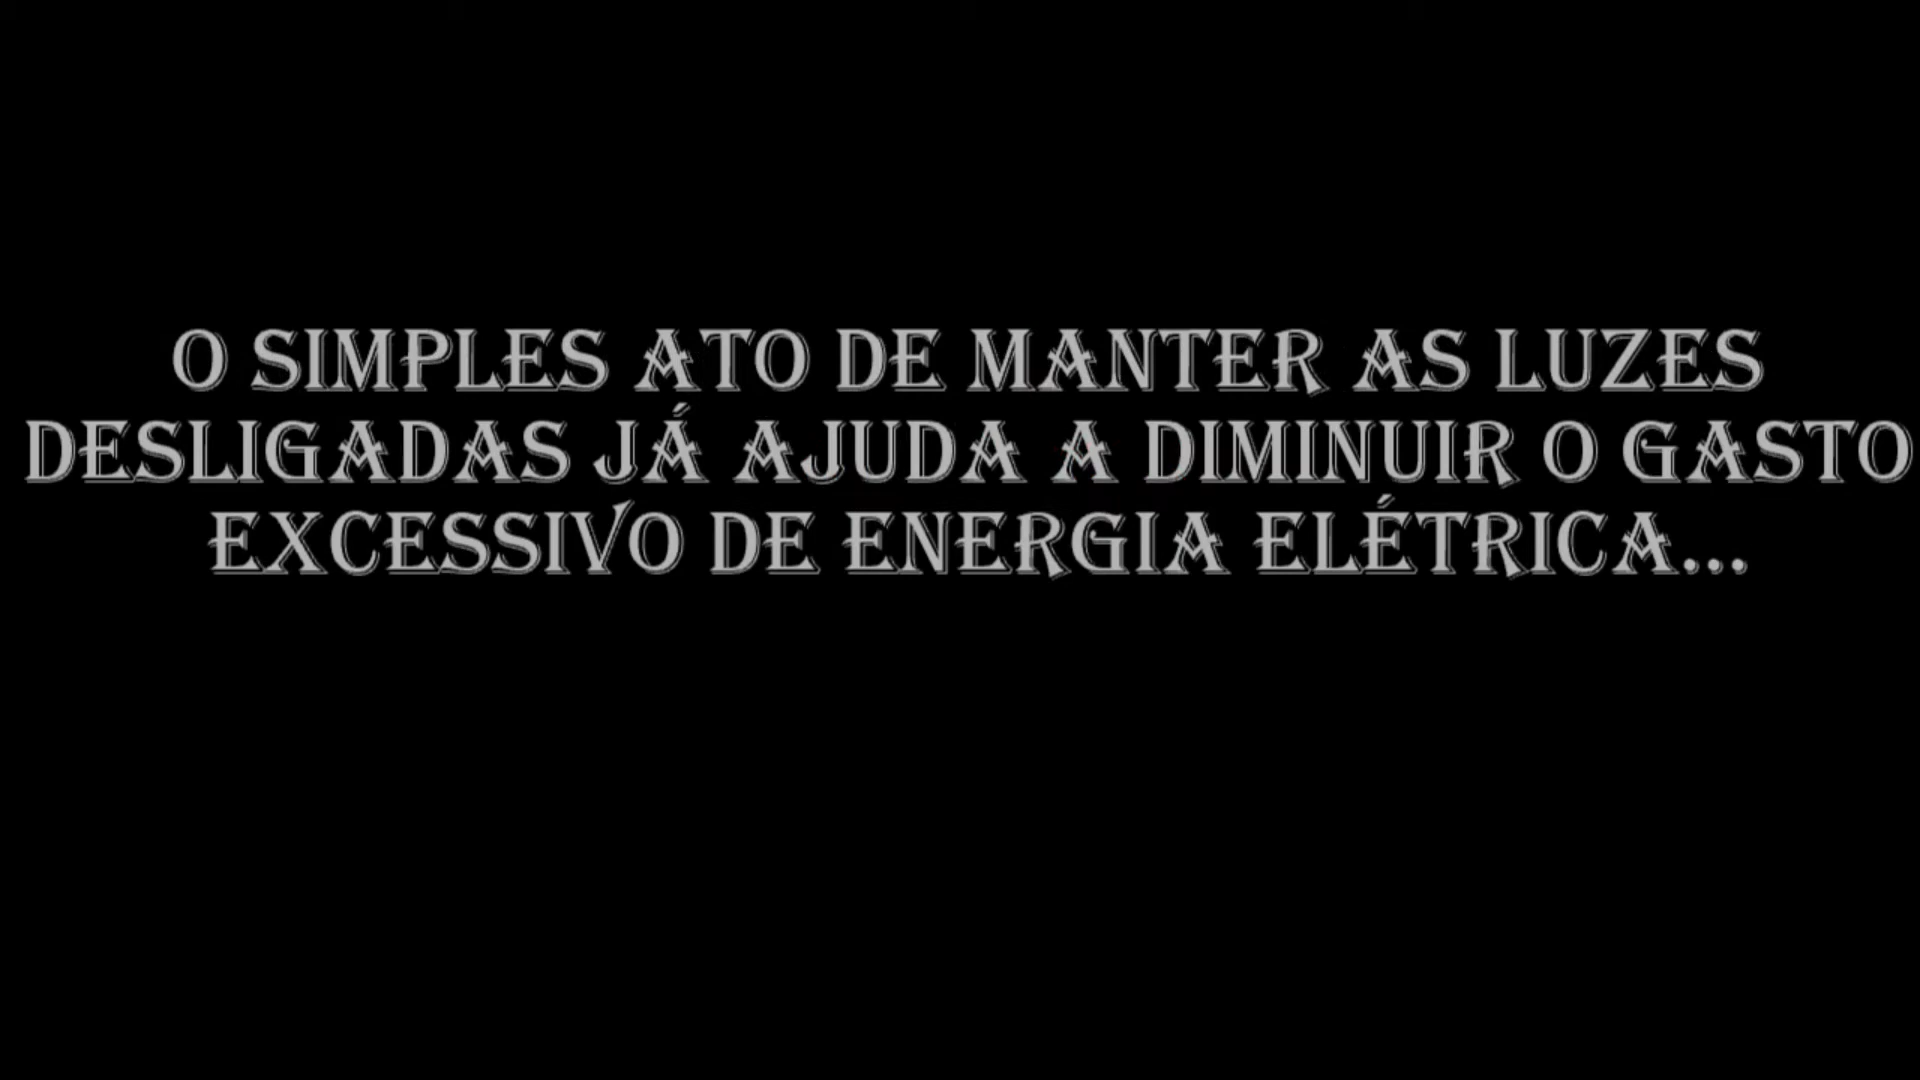 O SIMPLES ATO DE MANTER AS LUZES
DESLIGADAS JÁ AJUDA A DIMINUIR O GASTO
EXCESSIVO DE ENERGIA ELÉTRICA...